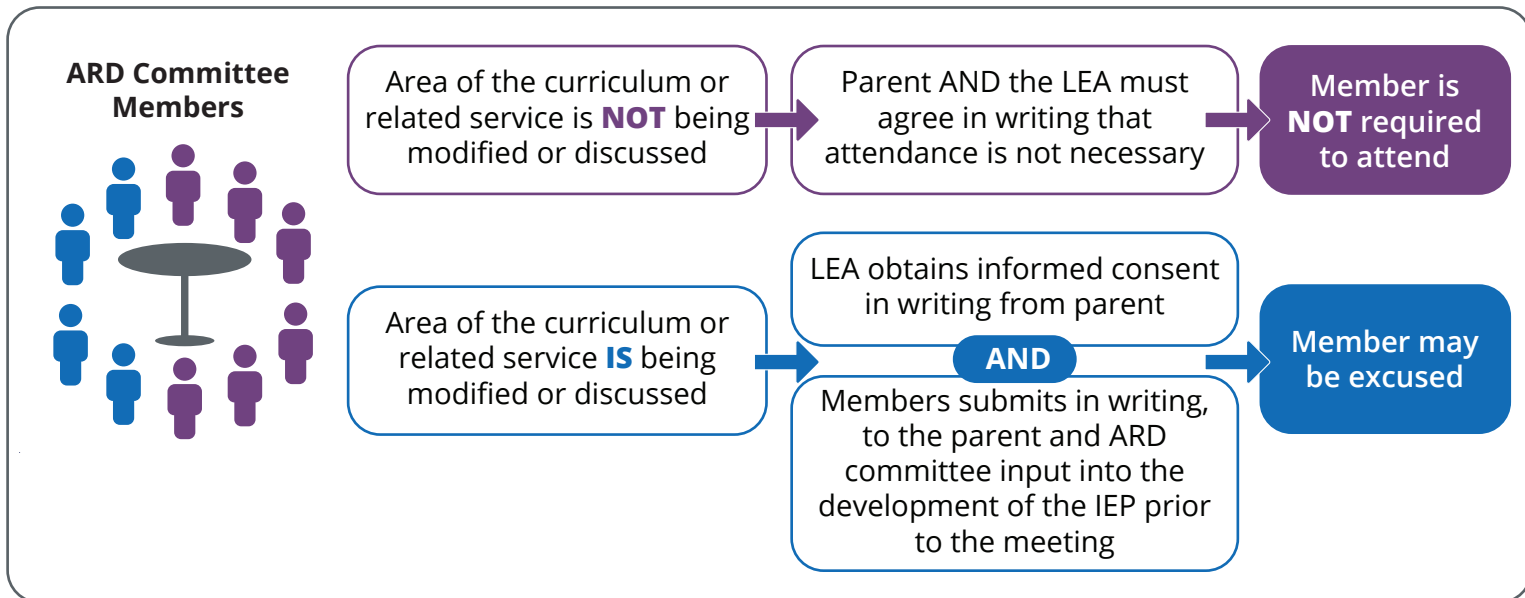 ARD Committee
Members
Area of the curriculum or
related service is NOT being
modified or discussed
Parent AND the LEA must
agree in writing that
attendance is not necessary
Member is
NOT required
to attend
Area of the curriculum or
related service IS being
modified or discussed
LEA obtains informed consent
in writing from parent
AND
Members submits in writing,
to the parent and ARD
committee input into the
development of the IEP prior
to the meeting
Member may
be excused